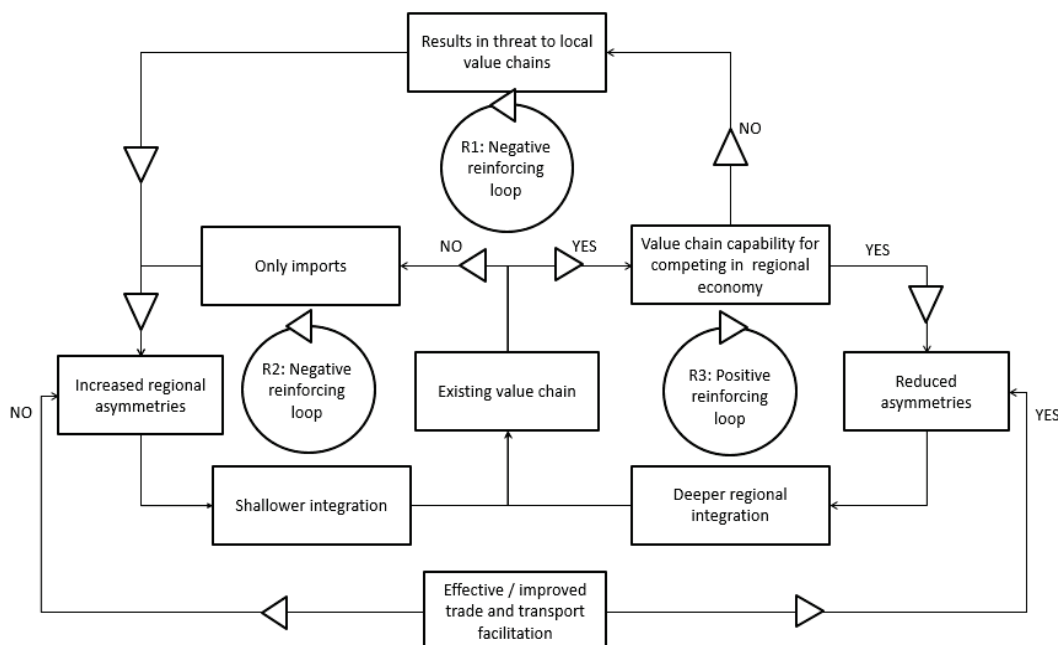 Results in threat to local
value chains
R1: Negative
reinforcing
loop
NO
Only imports
NO
YES
Value chain capability for
competing in regional
economy
YES
Increased regional
asymmetries
NO
R2: Negative
reinforcing
loop
Existing value chain
R3: Positive
reinforcing
loop
Reduced
asymmetries
YES
Shallower integration
Deeper regional
integration
Effective / improved
trade and transport
facilitation